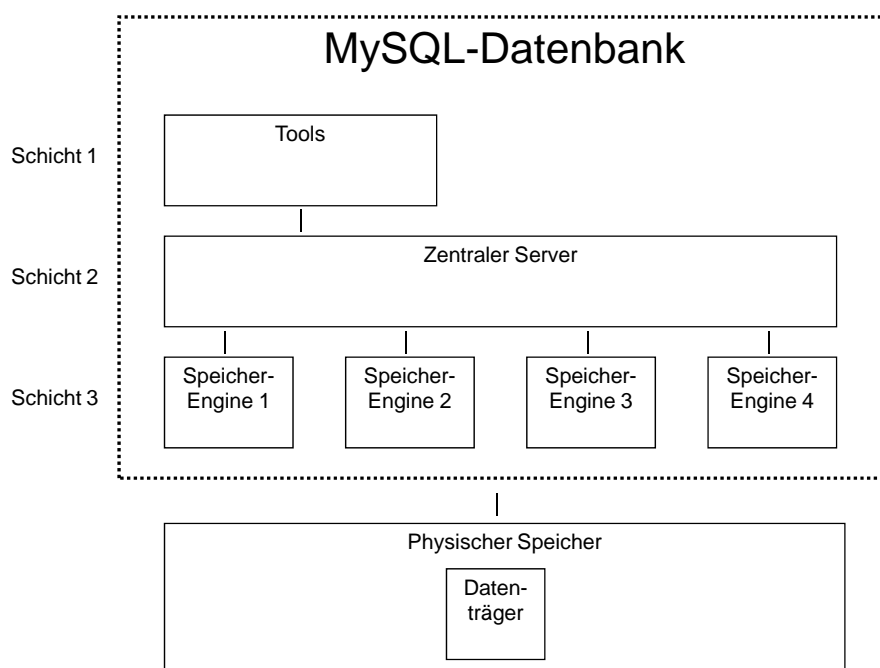 MySQL-Datenbank
Schicht 1
Tools
Schicht 2
Zentraler Server
Schicht 3
Speicher-
Engine 1
Speicher-
Engine 2
Speicher-
Engine 3
Speicher-
Engine 4
Physischer Speicher
Daten-
träger